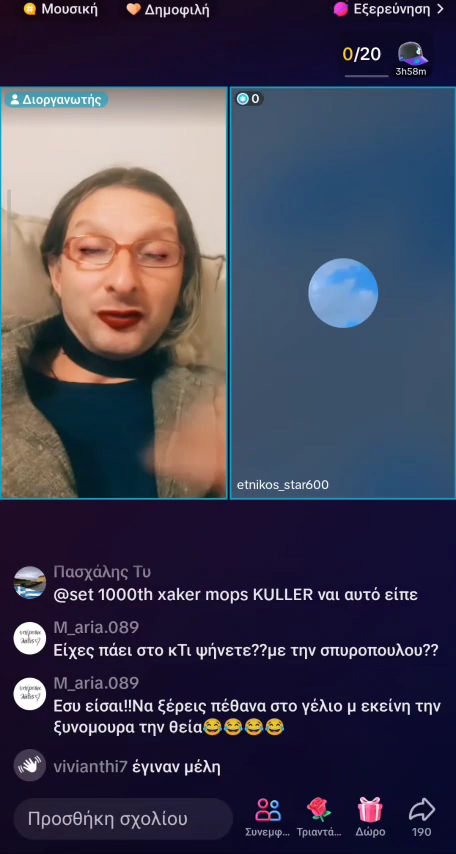 Μουσική
Δημοφιλή
Εξερεύνηση
0/20
3h58m
Διοργανωτής
0
etnikos_star600
Πασχάλης Τυ
@set 1000th xaker mops KULLER ναι αυτό είπε
M_aria.089
Είχες πάει στο κΤι ψήνετε??με την σπυροπουλου??
M_aria.089
Εσυ είσαι!!Να ξέρεις πέθανα στο γέλιο μ εκείνη την
ξυνομουρα την θεία😂😂😂😂
vivianthi7 έγιναν μέλη
Προσθήκη σχολίου
Συνεμφ...
Τριαντά...
Δώρο
190